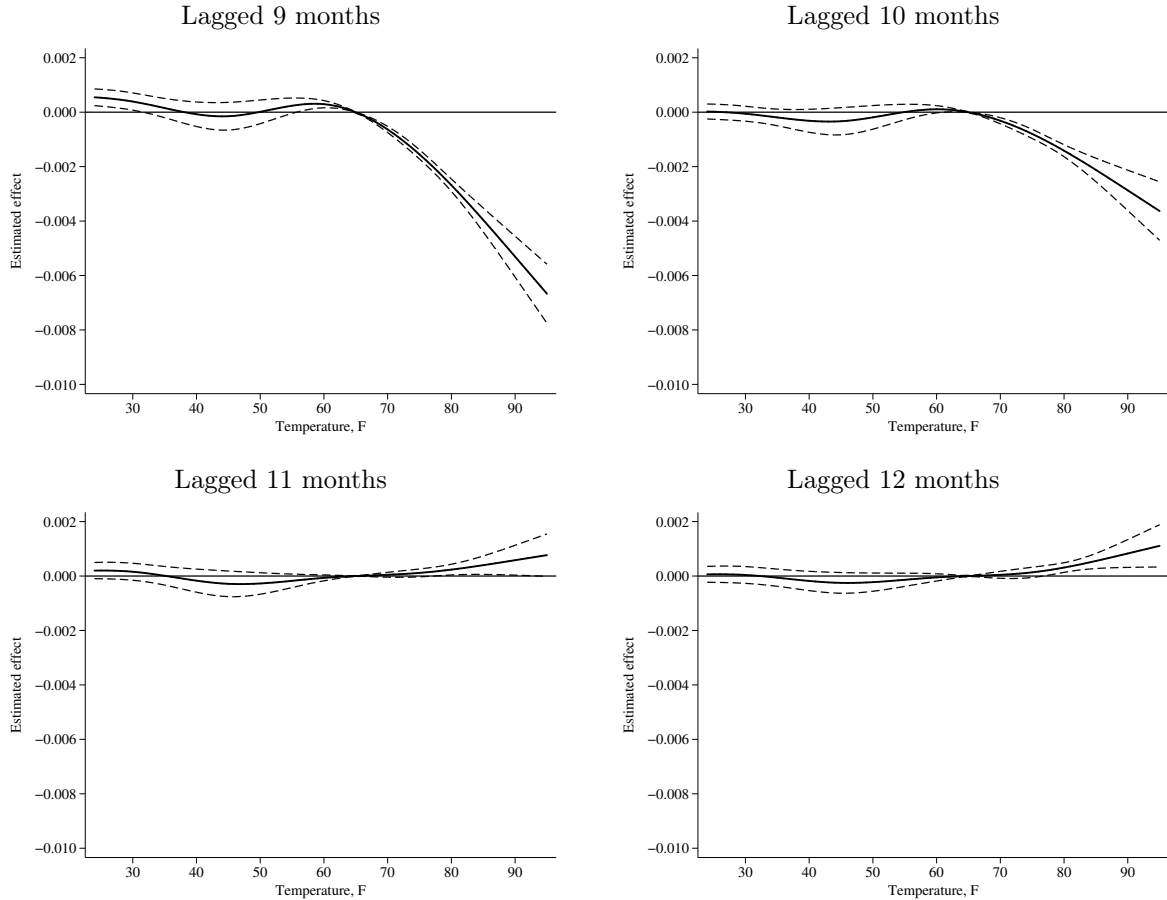 Lagged 9 months
0.002
0.000
−0.002
−0.004
−0.006
−0.008
−0.010
Estimated effect
30 40 50 60 70 80 90
Temperature, F
Lagged 10 months
0.002
0.000
−0.002
−0.004
−0.006
−0.008
−0.010
Estimated effect
30 40 50 60 70 80 90
Temperature, F
Lagged 11 months
0.002
0.000
−0.002
−0.004
−0.006
−0.008
−0.010
Estimated effect
30 40 50 60 70 80 90
Temperature, F
Lagged 12 months
0.002
0.000
−0.002
−0.004
−0.006
−0.008
−0.010
Estimated effect
30 40 50 60 70 80 90
Temperature, F